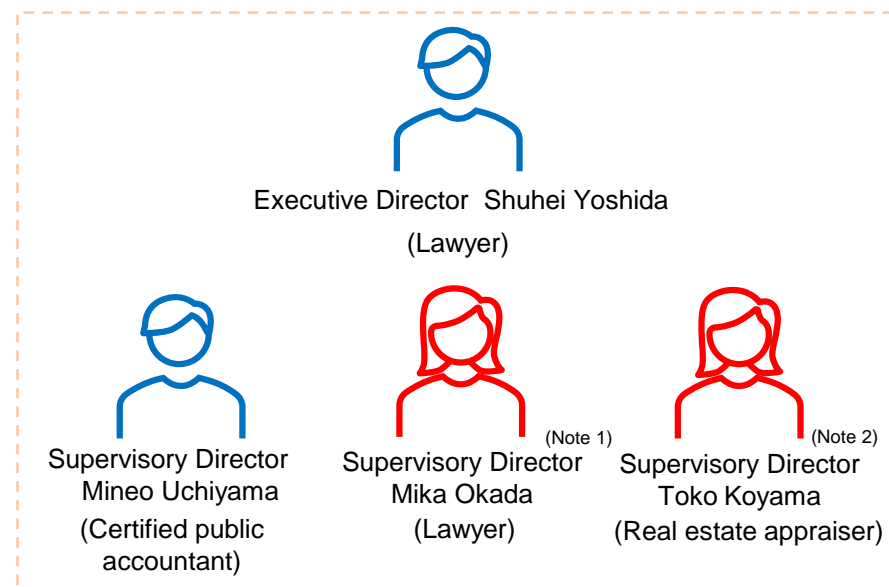 Executive Director  Shuhei Yoshida
(Lawyer)
Supervisory Director
Mineo Uchiyama
(Certified public
accountant)
(Note 1)
Supervisory Director
Mika Okada
(Lawyer)
(Note 2)
Supervisory Director
Toko Koyama
(Real estate appraiser)